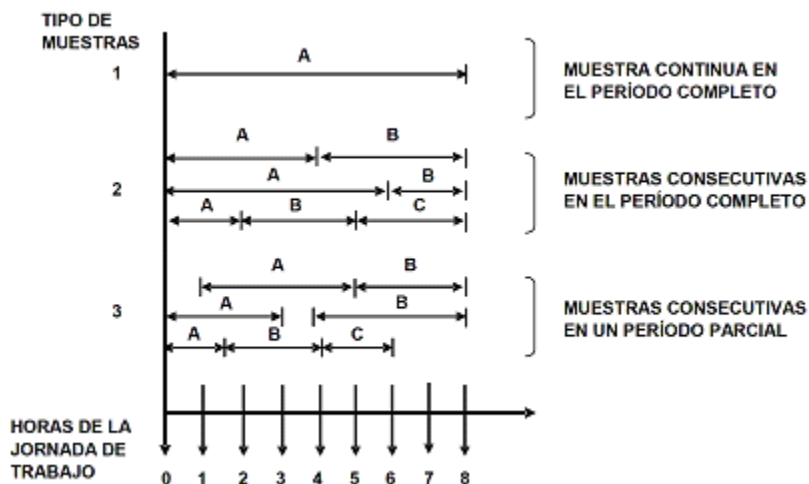 TIPO DE
MUESTRAS
A
1
MUESTRA CONTINUA EN
EL PERÍODO COMPLETO
A B
A B
2
A B C
MUESTRAS CONSECUTIVAS
EN EL PERÍODO COMPLETO
A B
3
A B
A B C
MUESTRAS CONSECUTIVAS
EN UN PERÍODO PARCIAL
HORAS DE LA
JORNADA DE
TRABAJO
0 1 2 3 4 5 6 7 8